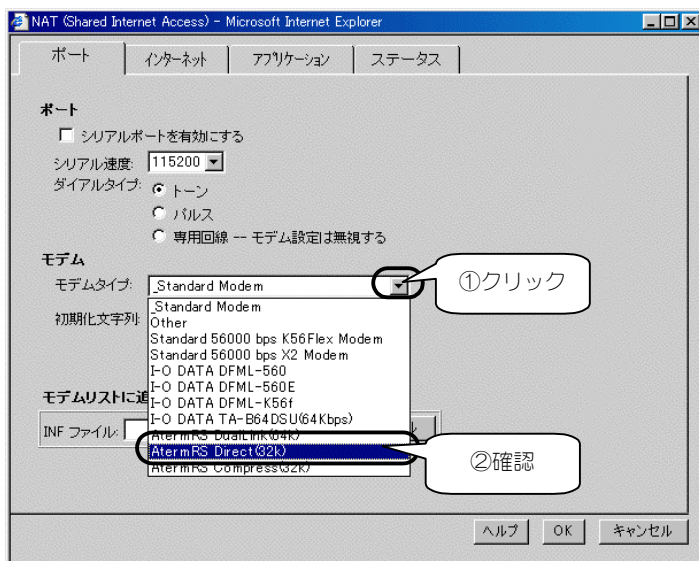 NAT (Shared Internet Access) - Microsoft Internet Explorer
ポート インターネット アプリケーション ステータス
ポート
シリアルポートを有効にする
シリアル速度: 115200
ダイアルタイプ: トーン
パルス
専用回線 -- モデム設定は無視する
モデム
モデムタイプ: _Standard Modem
①クリック
初期化文字列:
_Standard Modem
Other
Standard 56000 bps K56Flex Modem
Standard 56000 bps X2 Modem
I-O DATA DFML-560
I-O DATA DFML-560E
I-O DATA DFML-K56f
I-O DATA TA-B64DSU(64Kbps)
AtermRS DualLink(64k)
AtermRS Direct(32k)
AtermRS Compress(32k)
モデムリストに追
INF ファイル:
②確認
ヘルプ OK キャンセル